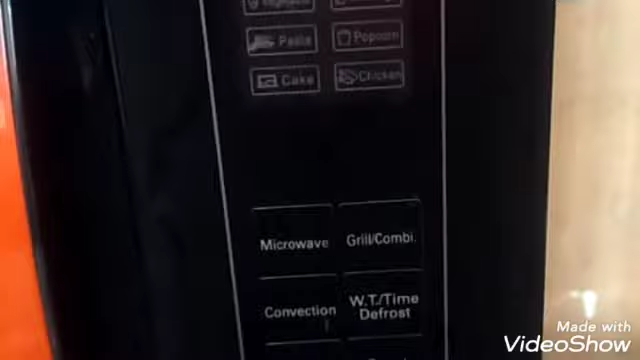 Pasta Popcorn
Cake Chicken
Microwave Grill/Combi.
Convection W.T./Time
Defrost
Made with
VideoShow